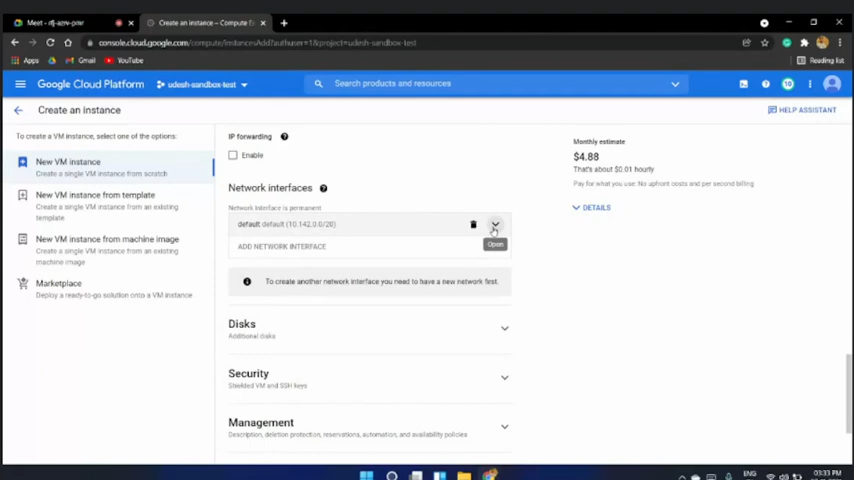 Meet - rfj-aznv-pmr
Create an instance – Compute E
console.cloud.google.com/compute/instancesAdd?authuser=1&project=udesh-sandbox-test
Apps
Gmail
YouTube
Reading list
Google Cloud Platform
udesh-sandbox-test
Search products and resources
10
Create an instance
HELP ASSISTANT
To create a VM instance, select one of the options:
New VM instance
Create a single VM instance from scratch
New VM instance from template
Create a single VM instance from an existing
template
New VM instance from machine image
Create a single VM instance from an existing
machine image
Marketplace
Deploy a ready-to-go solution onto a VM instance
IP forwarding
Enable
Network interfaces
Network interface is permanent
default default (10.142.0.0/20)
Open
ADD NETWORK INTERFACE
To create another network interface you need to have a new network first.
Disks
Additional disks
Security
Shielded VM and SSH keys
Management
Description, deletion protection, reservations, automation, and availability policies
Monthly estimate
$4.88
That's about $0.01 hourly
Pay for what you use: No upfront costs and per second billing
DETAILS
ENG
03:33 PM